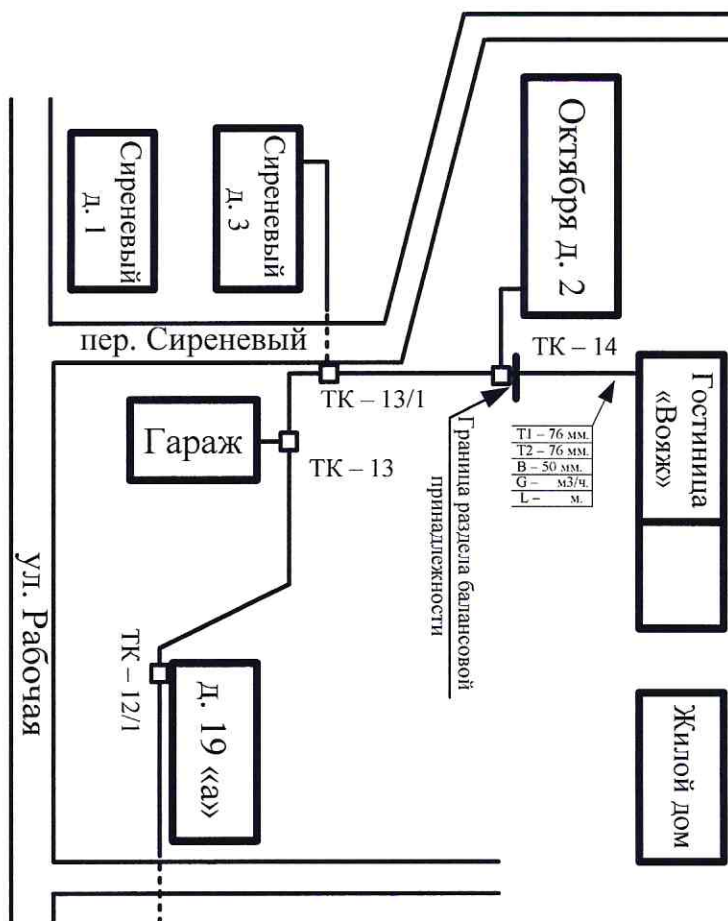 Октября д. 2
Сиреневый
д. 1
Сиреневый
д. 3
пер. Сиреневый
ТК – 14
Гостиница
«Вояж»
ТК – 13/1
Гараж
ТК – 13
Т1 – 76 мм.
Т2 – 76 мм.
В – 50 мм.
G – м3/ч.
L – м.
Граница раздела балансовой
принадлежности
ул. Рабочая
ТК – 12/1
д. 19 «а»
Жилой дом